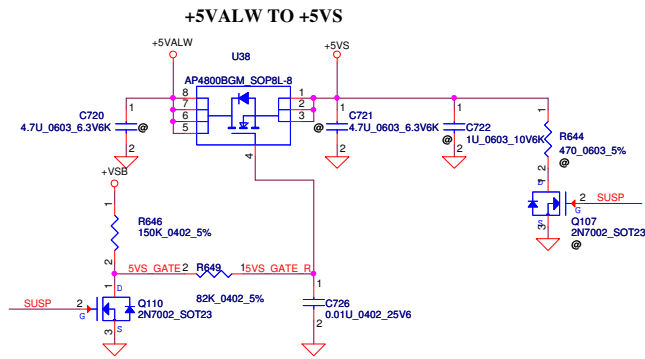 +5VALW TO +5VS
+5VALW
U38
+5VS
AP4800BGM_SOP8L-8
8
7
6
5
1
2
3
4
1
C720
4.7U_0603_6.3V6K
@
2
1
C721
4.7U_0603_6.3V6K
@
2
1
C722
1U_0603_10V6K
@
2
1
R644
470_0603_5%
@
2
+VSB
1
R646
150K_0402_5%
2
1
D
2
SUSP
G
S
3
Q107
2N7002_SOT23
@
5VS_GATE
2
R649
1
5VS_GATE_R
82K_0402_5%
1
C726
0.01U_0402_25V6
2
SUSP
2
G
1
D
S
3
Q110
2N7002_SOT23